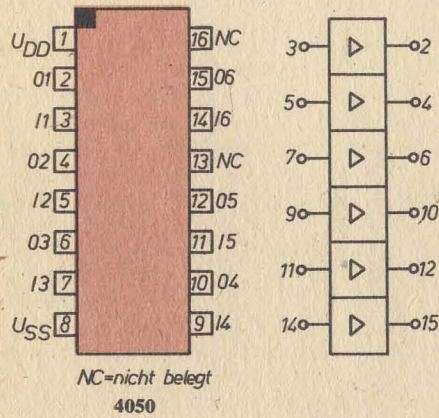 U_DD 1 16 NC 3 2
01 2 15 06
I1 3 14 I6 5 4
02 4 13 NC 7 6
I2 5 12 05
03 6 11 I5 9 10
I3 7 10 04 11 12
U_SS 8 9 I4 14 15
NC=nicht belegt
4050